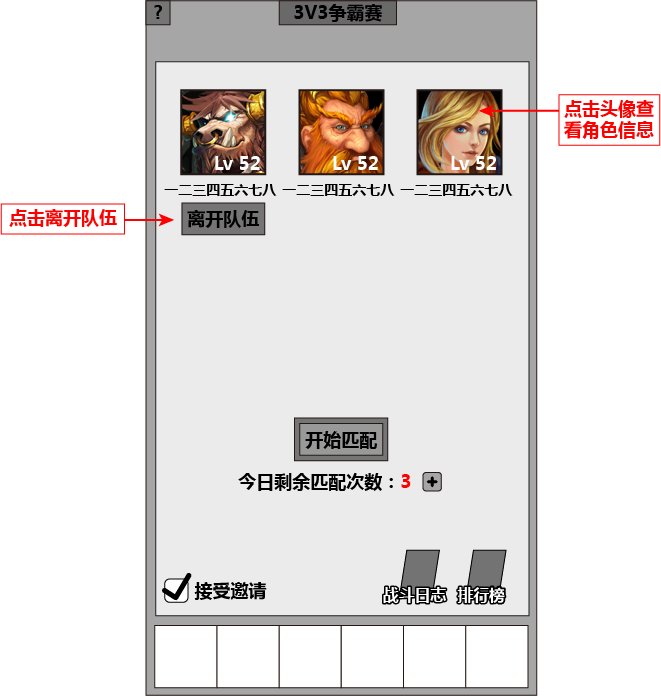 ?
3V3争霸赛
点击头像查
看角色信息
Lv 52
Lv 52
Lv 52
一二三四五六七八
一二三四五六七八
一二三四五六七八
点击离开队伍
离开队伍
开始匹配
今日剩余匹配次数：3
接受邀请
战斗日志
排行榜